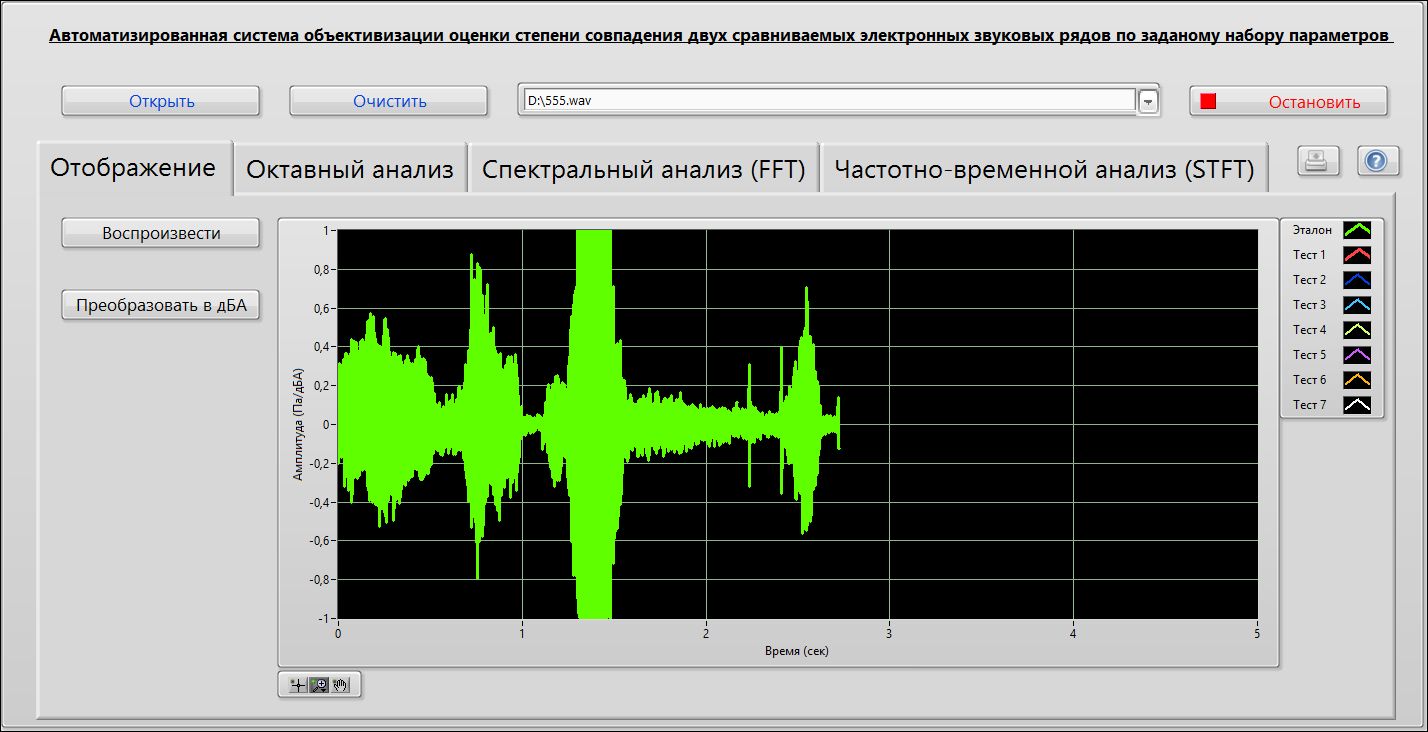 Автоматизированная система объективизации оценки степени совпадения двух сравниваемых электронных звуковых рядов по заданому набору параметров
Открыть
Очистить
D:\555.wav
Остановить
Отображение
Октавный анализ
Спектральный анализ (FFT)
Частотно-временной анализ (STFT)
?
Воспроизвести
Преобразовать в дБА
Амплитуда (Па/дБА)
1
0,8
0,6
0,4
0,2
0
-0,2
-0,4
-0,6
-0,8
-1
0 1 2 3 4 5
Время (сек)
Эталон
Тест 1
Тест 2
Тест 3
Тест 4
Тест 5
Тест 6
Тест 7